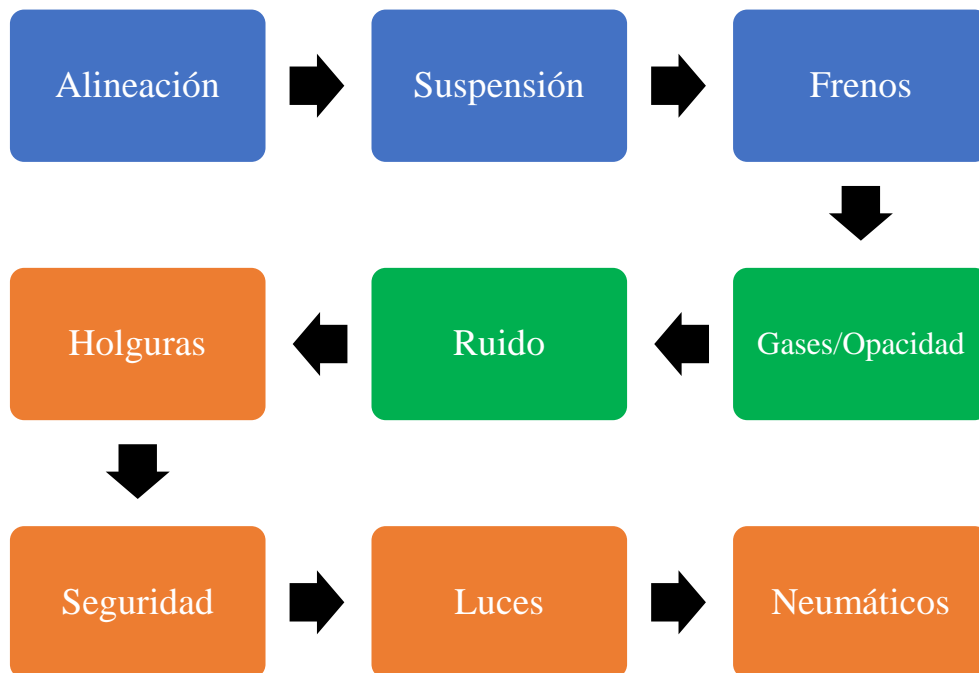 Alineación
Suspensión
Frenos
Gases/Opacidad
Ruido
Holguras
Seguridad
Luces
Neumáticos